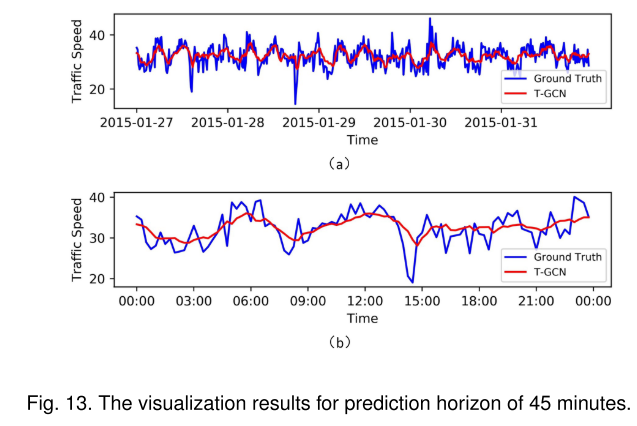 Traffic Speed
40
20
Ground Truth
T-GCN
2015-01-27 2015-01-28 2015-01-29 2015-01-30 2015-01-31
Time
（a）
Traffic Speed
40
30
20
Ground Truth
T-GCN
00:00 03:00 06:00 09:00 12:00 15:00 18:00 21:00 00:00
Time
（b）
Fig. 13. The visualization results for prediction horizon of 45 minutes.